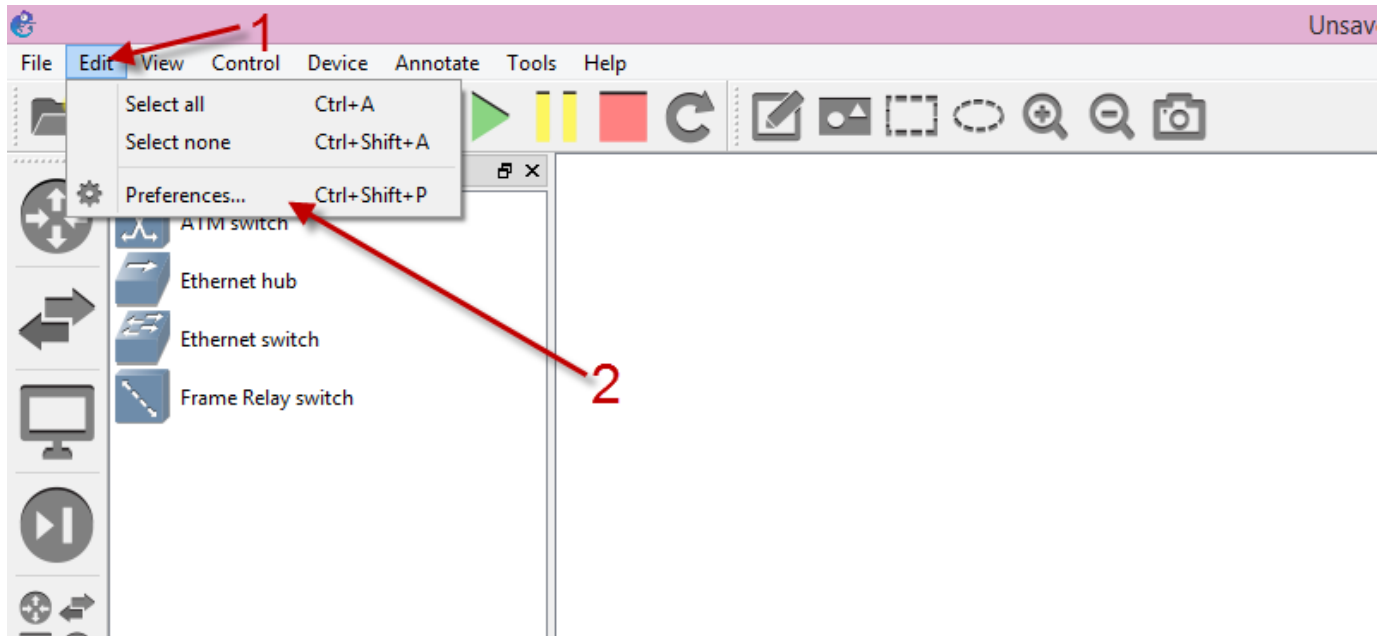 1
Unsav
File Edit View Control Device Annotate Tools Help
Select all Ctrl+A
Select none Ctrl+Shift+A
Preferences... Ctrl+Shift+P
ATM switch
Ethernet hub
Ethernet switch
2
Frame Relay switch